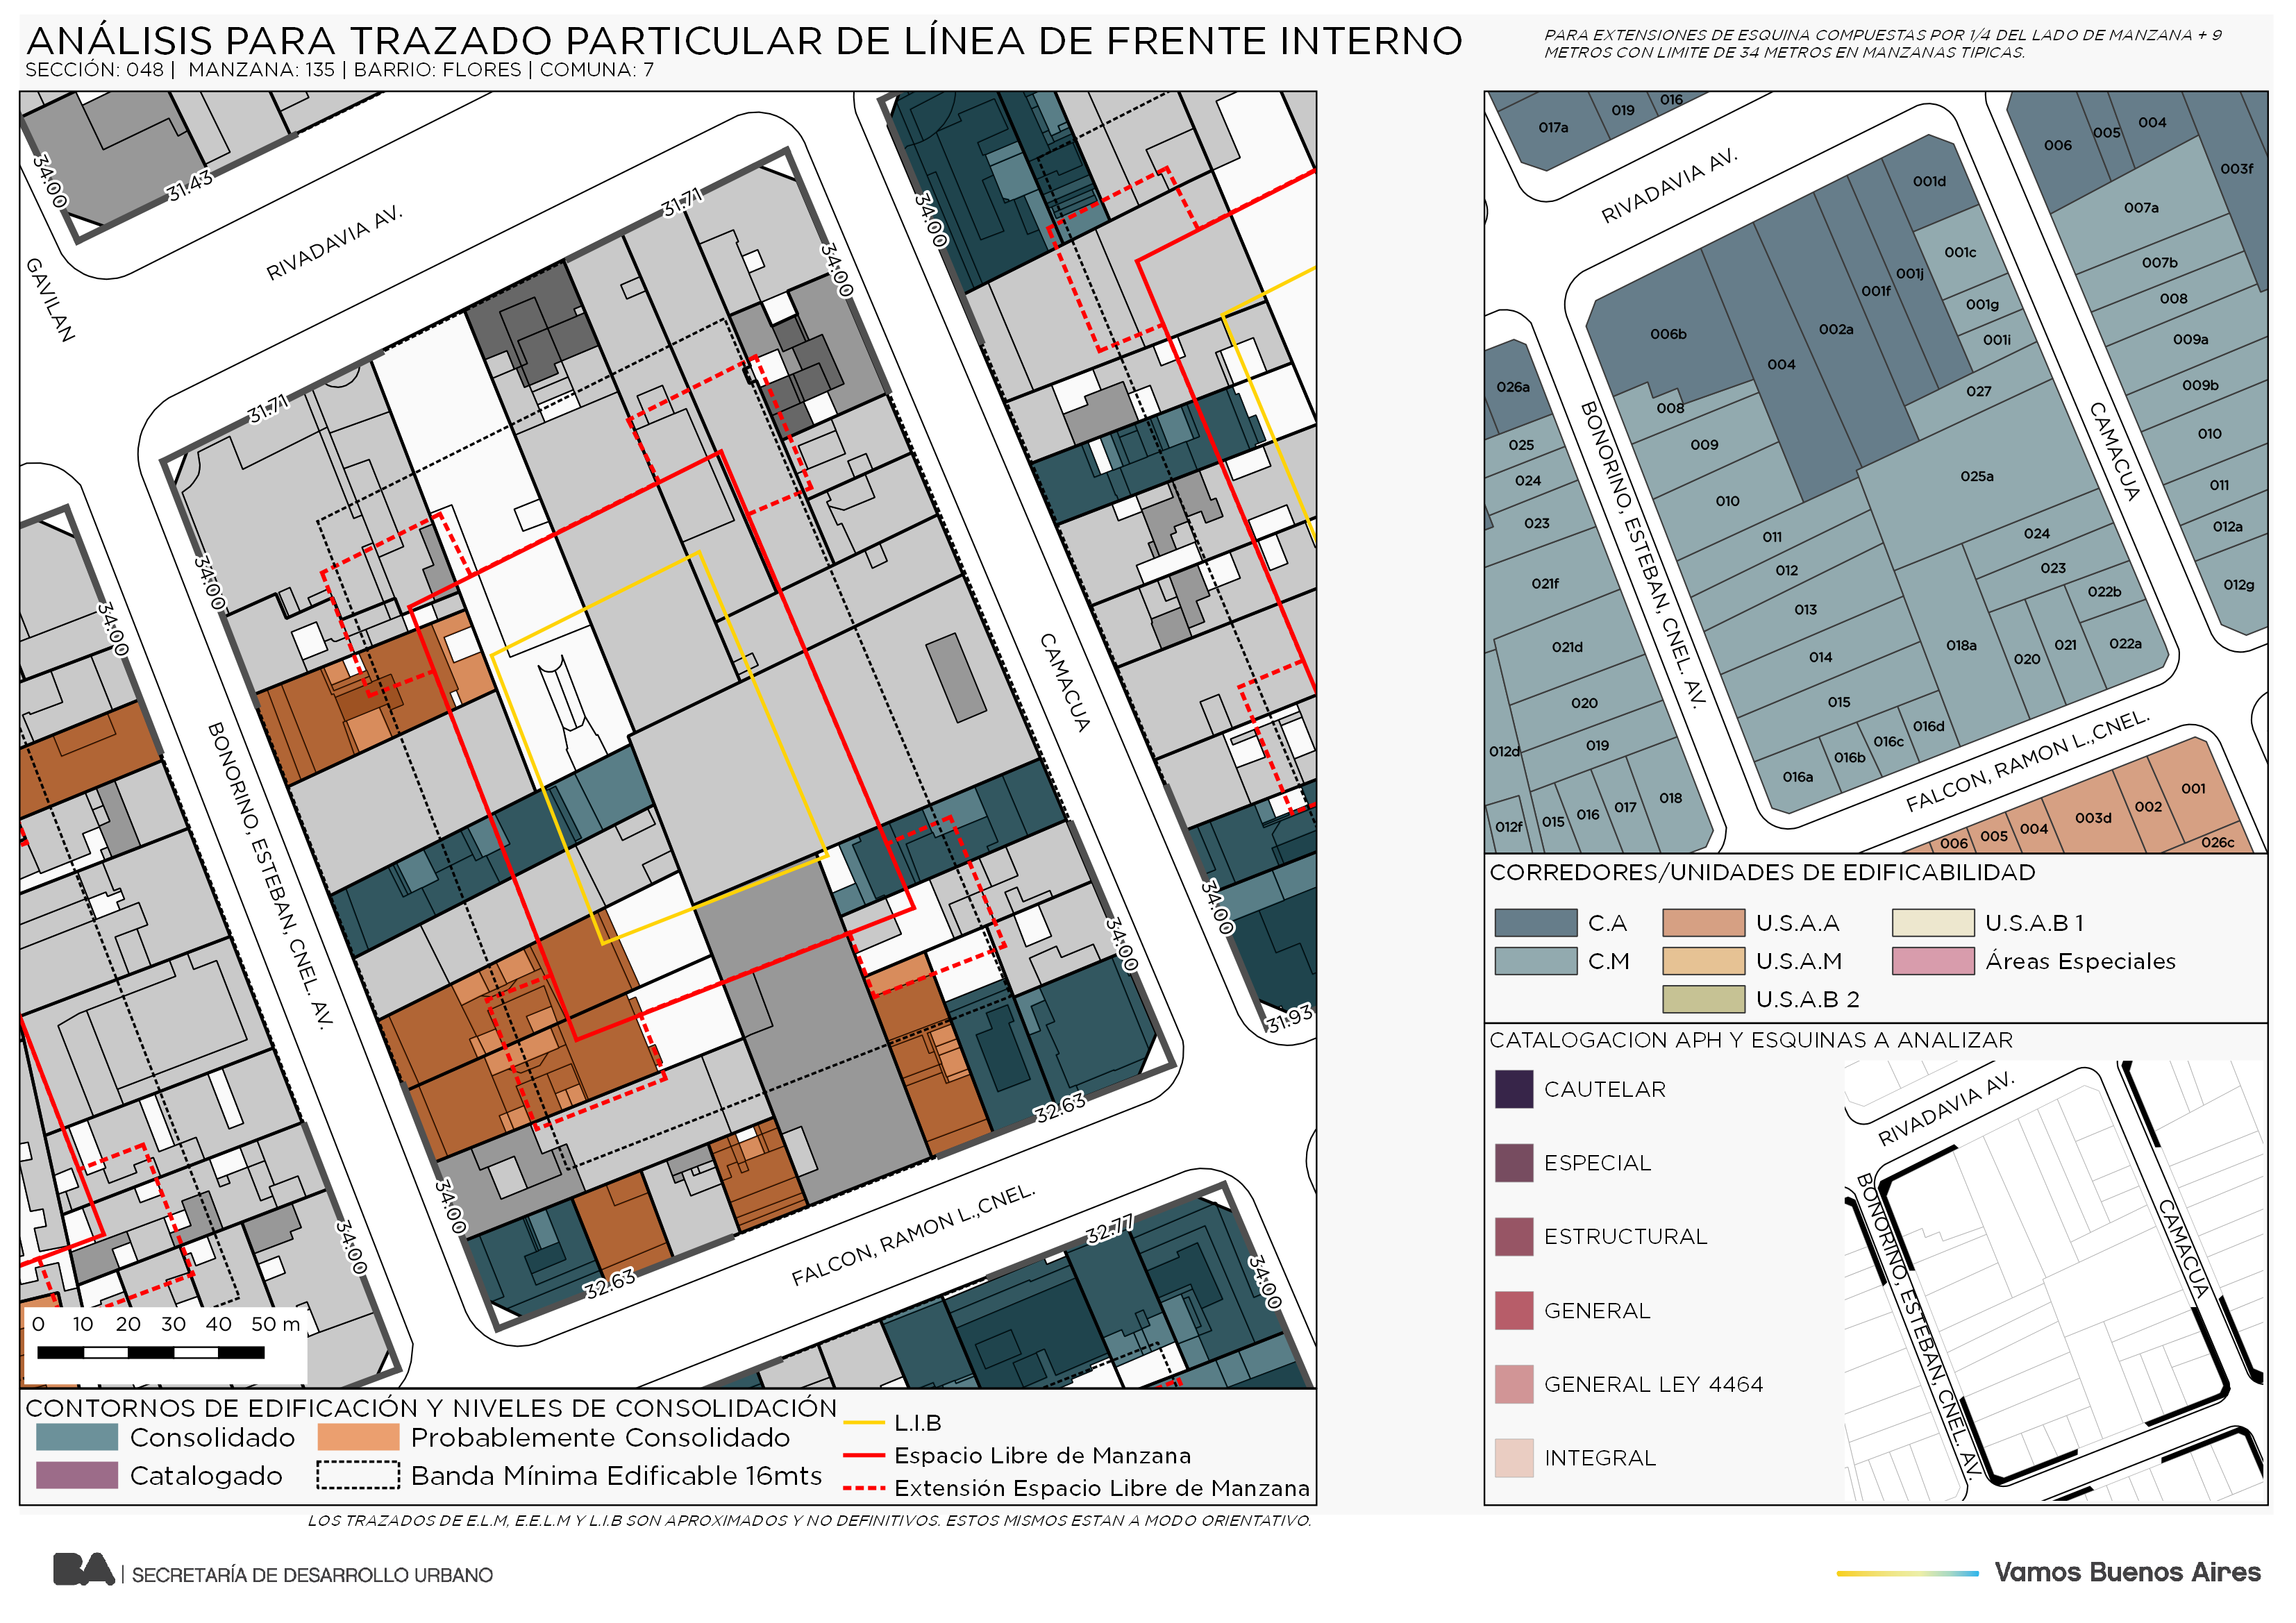 ANÁLISIS PARA TRAZADO PARTICULAR DE LÍNEA DE FRENTE INTERNO
SECCIÓN: 048 | MANZANA: 135 | BARRIO: FLORES | COMUNA: 7
PARA EXTENSIONES DE ESQUINA COMPUESTAS POR 1/4 DEL LADO DE MANZANA + 9
METROS CON LIMITE DE 34 METROS EN MANZANAS TIPICAS.
34.00
31.43
RIVADAVIA AV.
GAVILAN
31.71
34.00
34.00
31.71
34.00
34.00
BONORINO, ESTEBAN, CNEL. AV.
CAMACUA
34.00
34.00
31.93
34.00
34.00
32.63
32.63
FALCON, RAMON L.,CNEL.
32.77
34.00
0 10 20 30 40 50 m
CONTORNOS DE EDIFICACIÓN Y NIVELES DE CONSOLIDACIÓN
Consolidado
Probablemente Consolidado
Catalogado
Banda Mínima Edificable 16mts
L.I.B
Espacio Libre de Manzana
Extensión Espacio Libre de Manzana
LOS TRAZADOS DE E.L.M, E.E.L.M Y L.I.B SON APROXIMADOS Y NO DEFINITIVOS. ESTOS MISMOS ESTAN A MODO ORIENTATIVO.
017a
019
016
RIVADAVIA AV.
001d
006
005
004
003f
007a
001c
007b
001j
001f
001g
008
006b
002a
001i
009a
004
026a
027
009b
008
025
009
010
024
025a
010
011
023
024
012a
011
023
012
021f
022b
012g
013
021d
018a
021
022a
014
020
020
015
019
016d
012d
016c
016b
016a
018
017
016
015
012f
BONORINO, ESTEBAN, CNEL. AV.
CAMACUA
FALCON, RAMON L.,CNEL.
001
002
003d
004
005
006
026c
CORREDORES/UNIDADES DE EDIFICABILIDAD
C.A
U.S.A.A
U.S.A.B 1
C.M
U.S.A.M
Áreas Especiales
U.S.A.B 2
CATALOGACION APH Y ESQUINAS A ANALIZAR
CAUTELAR
ESPECIAL
ESTRUCTURAL
GENERAL
GENERAL LEY 4464
INTEGRAL
RIVADAVIA AV.
BONORINO, ESTEBAN, CNEL. AV.
CAMACUA
BA | SECRETARÍA DE DESARROLLO URBANO
Vamos Buenos Aires